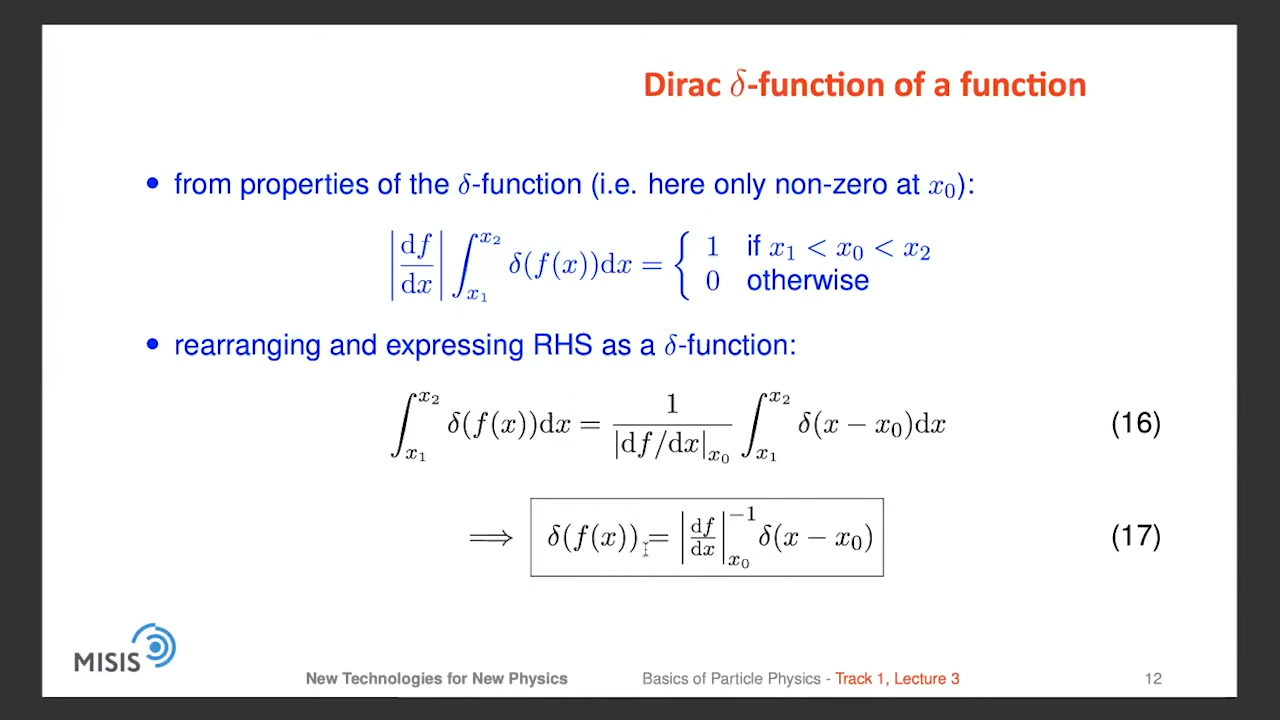 Dirac δ-function of a function
• from properties of the δ-function (i.e. here only non-zero at x₀):
|df/dx| ∫_{x₁}^{x₂} δ(f(x))dx = { 1 if x₁ < x₀ < x₂
0 otherwise
• rearranging and expressing RHS as a δ-function:
∫_{x₁}^{x₂} δ(f(x))dx = 1/|df/dx|_{x₀} ∫_{x₁}^{x₂} δ(x − x₀)dx (16)
⟹ δ(f(x)) = |df/dx|_{x₀}^{−1} δ(x − x₀) (17)
MISIS
New Technologies for New Physics Basics of Particle Physics - Track 1, Lecture 3 12